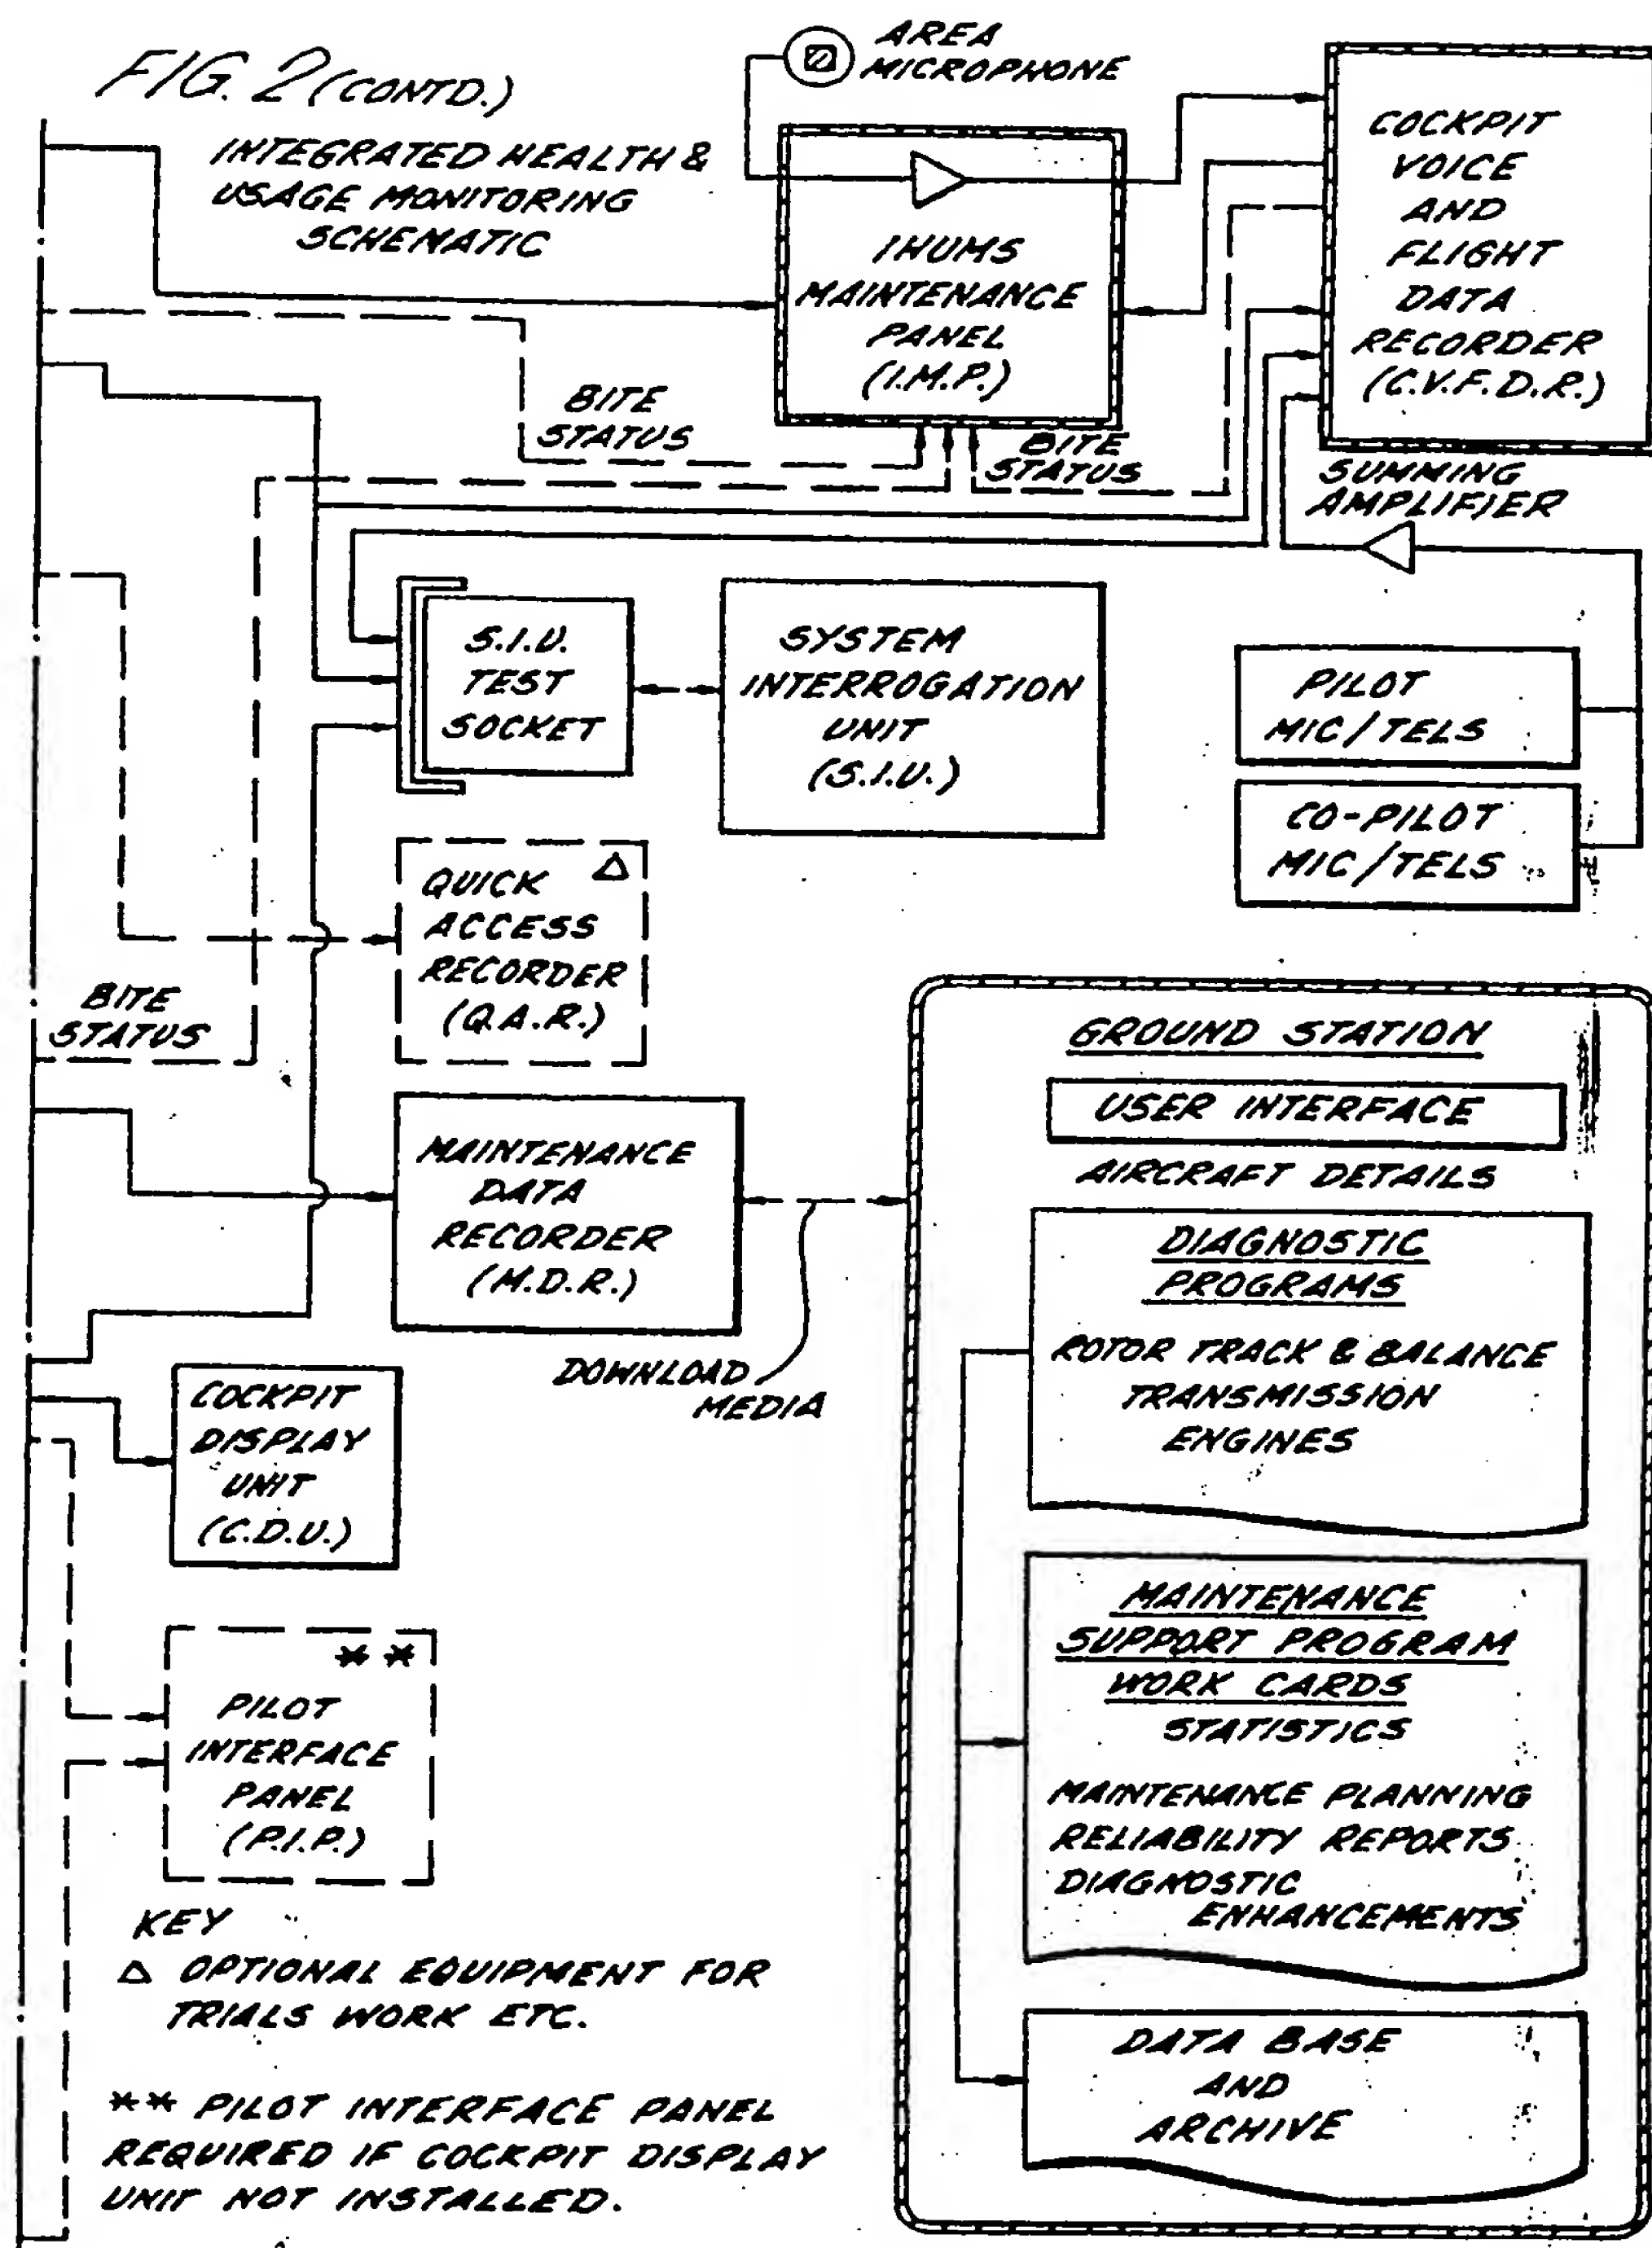 FIG. 2 (CONTD.)
INTEGRATED HEALTH &
USAGE MONITORING
SCHEMATIC
AREA
MICROPHONE
IHUMS
MAINTENANCE
PANEL
(I.M.P.)
COCKPIT
VOICE
AND
FLIGHT
DATA
RECORDER
(C.V.F.D.R.)
BITE
STATUS
BITE
STATUS
SUMMING
AMPLIFIER
S.I.U.
TEST
SOCKET
SYSTEM
INTERROGATION
UNIT
(S.I.U.)
PILOT
MIC/TELS
CO-PILOT
MIC/TELS
QUICK Δ
ACCESS
RECORDER
(Q.A.R.)
BITE
STATUS
MAINTENANCE
DATA
RECORDER
(M.D.R.)
DOWNLOAD
MEDIA
COCKPIT
DISPLAY
UNIT
(C.D.U.)
**
PILOT
INTERFACE
PANEL
(P.I.P.)
GROUND STATION
USER INTERFACE
AIRCRAFT DETAILS
DIAGNOSTIC
PROGRAMS
ROTOR TRACK & BALANCE
TRANSMISSION
ENGINES
MAINTENANCE
SUPPORT PROGRAM
WORK CARDS
STATISTICS
MAINTENANCE PLANNING
RELIABILITY REPORTS
DIAGNOSTIC
ENHANCEMENTS
DATA BASE
AND
ARCHIVE
KEY
Δ OPTIONAL EQUIPMENT FOR
TRIALS WORK ETC.
** PILOT INTERFACE PANEL
REQUIRED IF COCKPIT DISPLAY
UNIT NOT INSTALLED.